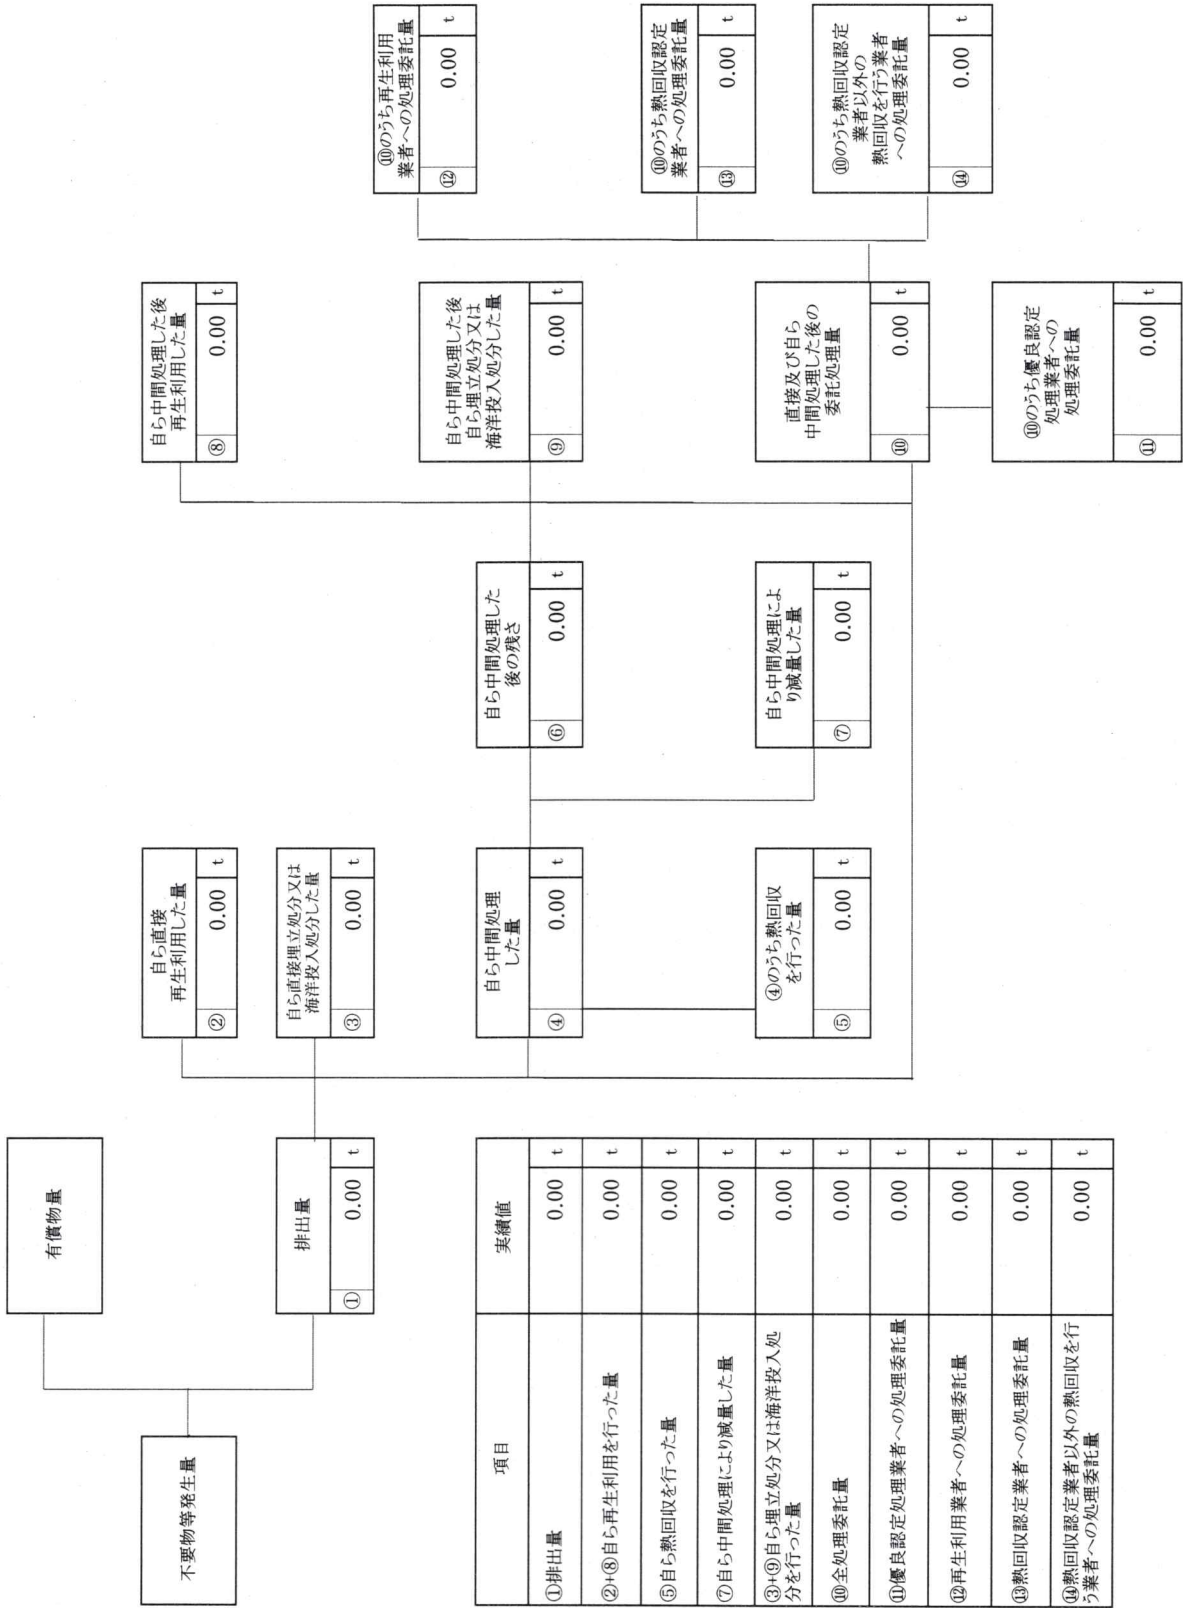 不要物等発生量
有償物量
排出量
① 0.00 t
自ら直接
再生利用した量
② 0.00 t
自ら直接埋立処分又は
海洋投入処分した量
③ 0.00 t
自ら中間処理
した量
④ 0.00 t
④のうち熱回収
を行った量
⑤ 0.00 t
自ら中間処理した
後の残さ
⑥ 0.00 t
自ら中間処理によ
り減量した量
⑦ 0.00 t
自ら中間処理した後
再生利用した量
⑧ 0.00 t
自ら中間処理した後
自ら埋立処分又は
海洋投入処分した量
⑨ 0.00 t
直接及び自ら
中間処理した後の
委託処理量
⑩ 0.00 t
⑩のうち優良認定
処理業者への
処理委託量
⑪ 0.00 t
⑩のうち再生利用
業者への処理委託量
⑫ 0.00 t
⑩のうち熱回収認定
業者への処理委託量
⑬ 0.00 t
⑩のうち熱回収認定
業者以外の
熱回収を行う業者
への処理委託量
⑭ 0.00 t
項目 実績値
①排出量 0.00 t
②+⑧自ら再生利用を行った量 0.00 t
⑤自ら熱回収を行った量 0.00 t
⑦自ら中間処理により減量した量 0.00 t
③+⑨自ら埋立処分又は海洋投入処
分を行った量 0.00 t
⑩全処理委託量 0.00 t
⑪優良認定処理業者への処理委託量 0.00 t
⑫再生利用業者への処理委託量 0.00 t
⑬熱回収認定業者への処理委託量 0.00 t
⑭熱回収認定業者以外の熱回収を行
う業者への処理委託量 0.00 t